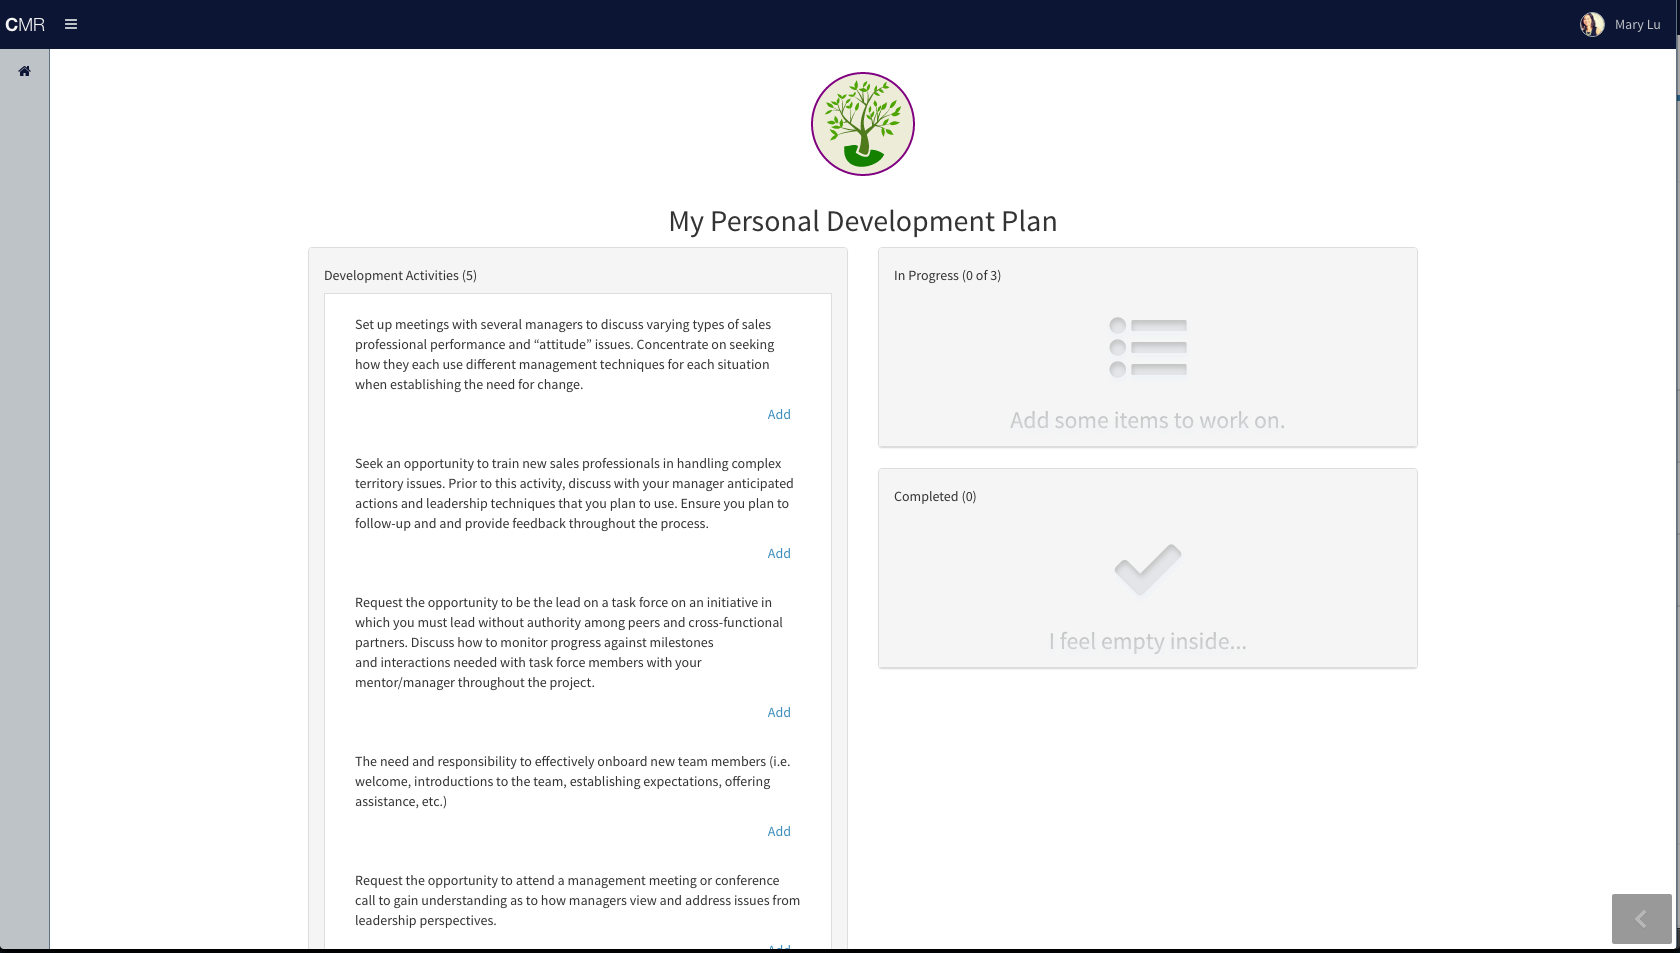 CMR
Mary Lu
My Personal Development Plan
Development Activities (5)
Set up meetings with several managers to discuss varying types of sales
professional performance and “attitude” issues. Concentrate on seeking
how they each use different management techniques for each situation
when establishing the need for change.
Add
Seek an opportunity to train new sales professionals in handling complex
territory issues. Prior to this activity, discuss with your manager anticipated
actions and leadership techniques that you plan to use. Ensure you plan to
follow-up and and provide feedback throughout the process.
Add
Request the opportunity to be the lead on a task force on an initiative in
which you must lead without authority among peers and cross-functional
partners. Discuss how to monitor progress against milestones
and interactions needed with task force members with your
mentor/manager throughout the project.
Add
The need and responsibility to effectively onboard new team members (i.e.
welcome, introductions to the team, establishing expectations, offering
assistance, etc.)
Add
Request the opportunity to attend a management meeting or conference
call to gain understanding as to how managers view and address issues from
leadership perspectives.
Add
In Progress (0 of 3)
Add some items to work on.
Completed (0)
I feel empty inside...